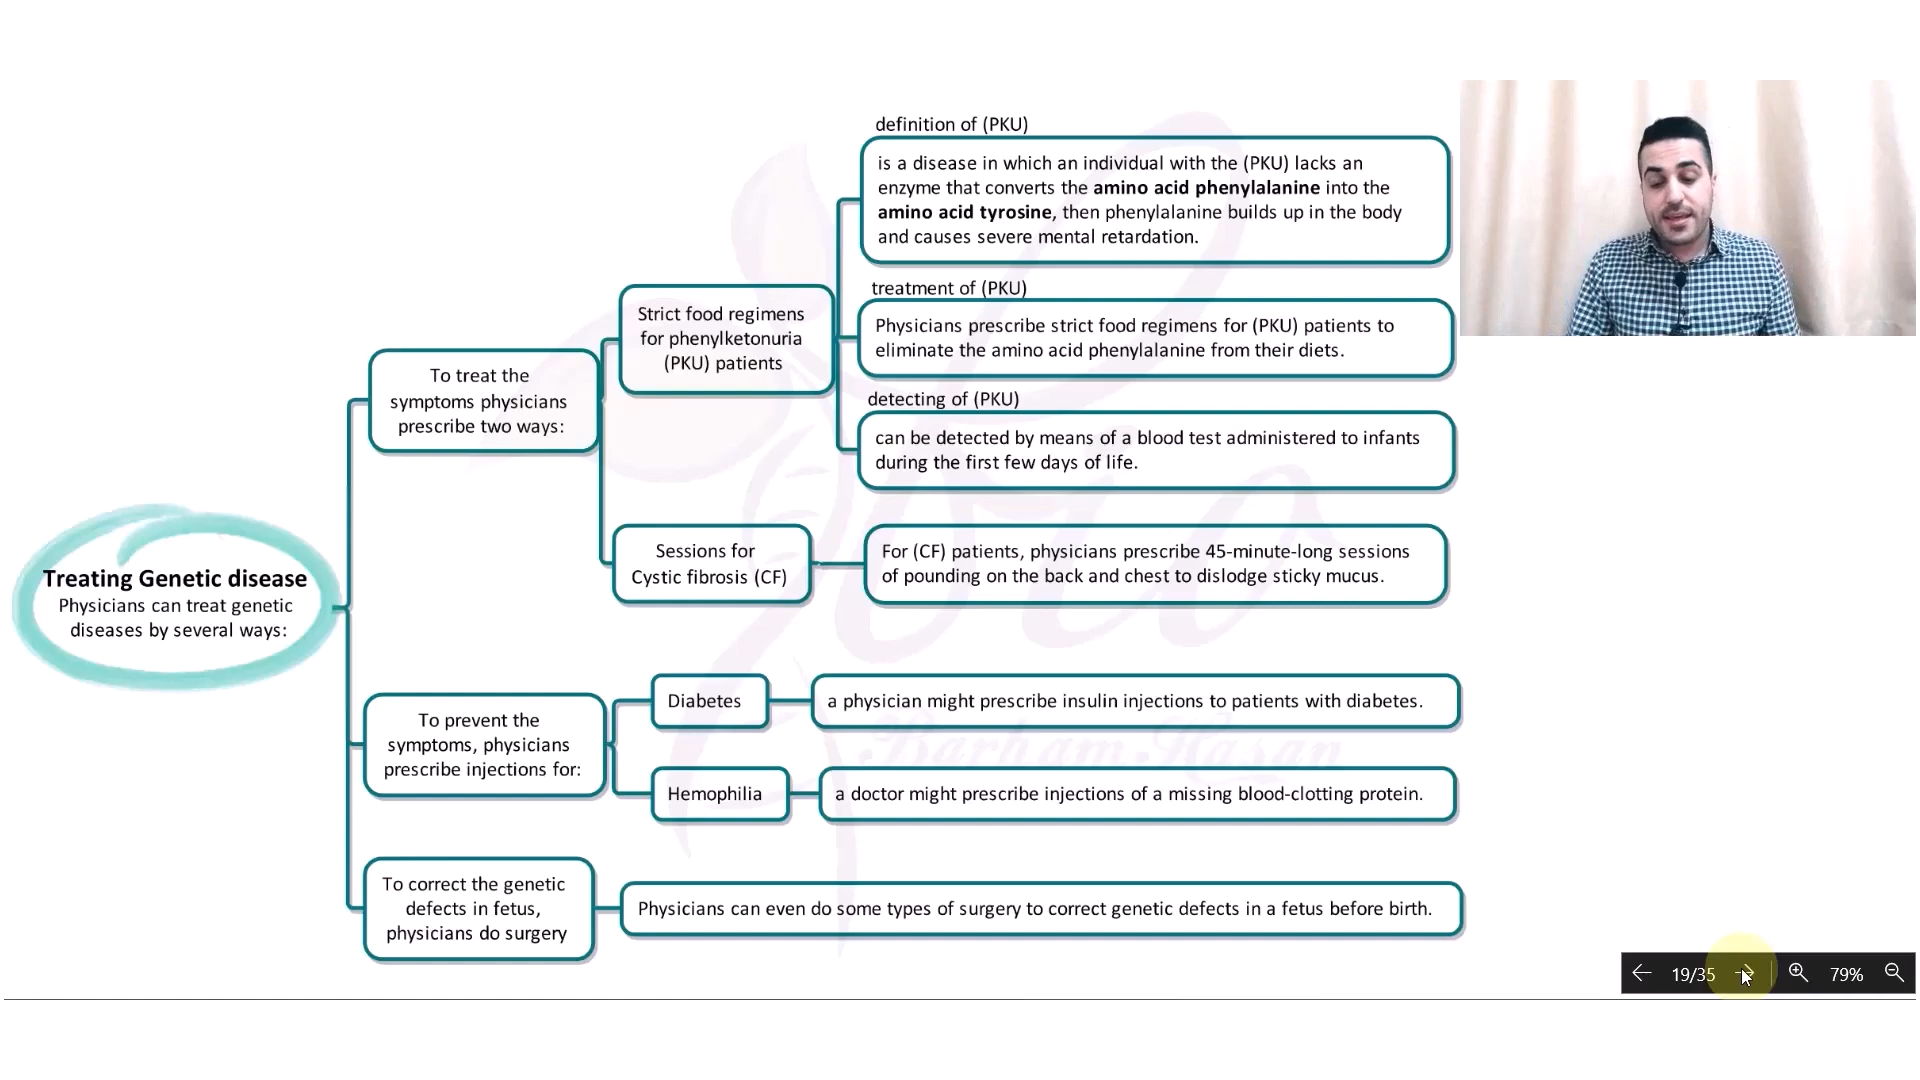 definition of (PKU)
is a disease in which an individual with the (PKU) lacks an
enzyme that converts the amino acid phenylalanine into the
amino acid tyrosine, then phenylalanine builds up in the body
and causes severe mental retardation.
treatment of (PKU)
Strict food regimens
for phenylketonuria
(PKU) patients
Physicians prescribe strict food regimens for (PKU) patients to
eliminate the amino acid phenylalanine from their diets.
To treat the
symptoms physicians
prescribe two ways:
detecting of (PKU)
can be detected by means of a blood test administered to infants
during the first few days of life.
Sessions for
Cystic fibrosis (CF)
For (CF) patients, physicians prescribe 45-minute-long sessions
of pounding on the back and chest to dislodge sticky mucus.
Treating Genetic disease
Physicians can treat genetic
diseases by several ways:
To prevent the
symptoms, physicians
prescribe injections for:
Diabetes
a physician might prescribe insulin injections to patients with diabetes.
Hemophilia
a doctor might prescribe injections of a missing blood-clotting protein.
To correct the genetic
defects in fetus,
physicians do surgery
Physicians can even do some types of surgery to correct genetic defects in a fetus before birth.
Bio
Barham Hasan
19/35
79%